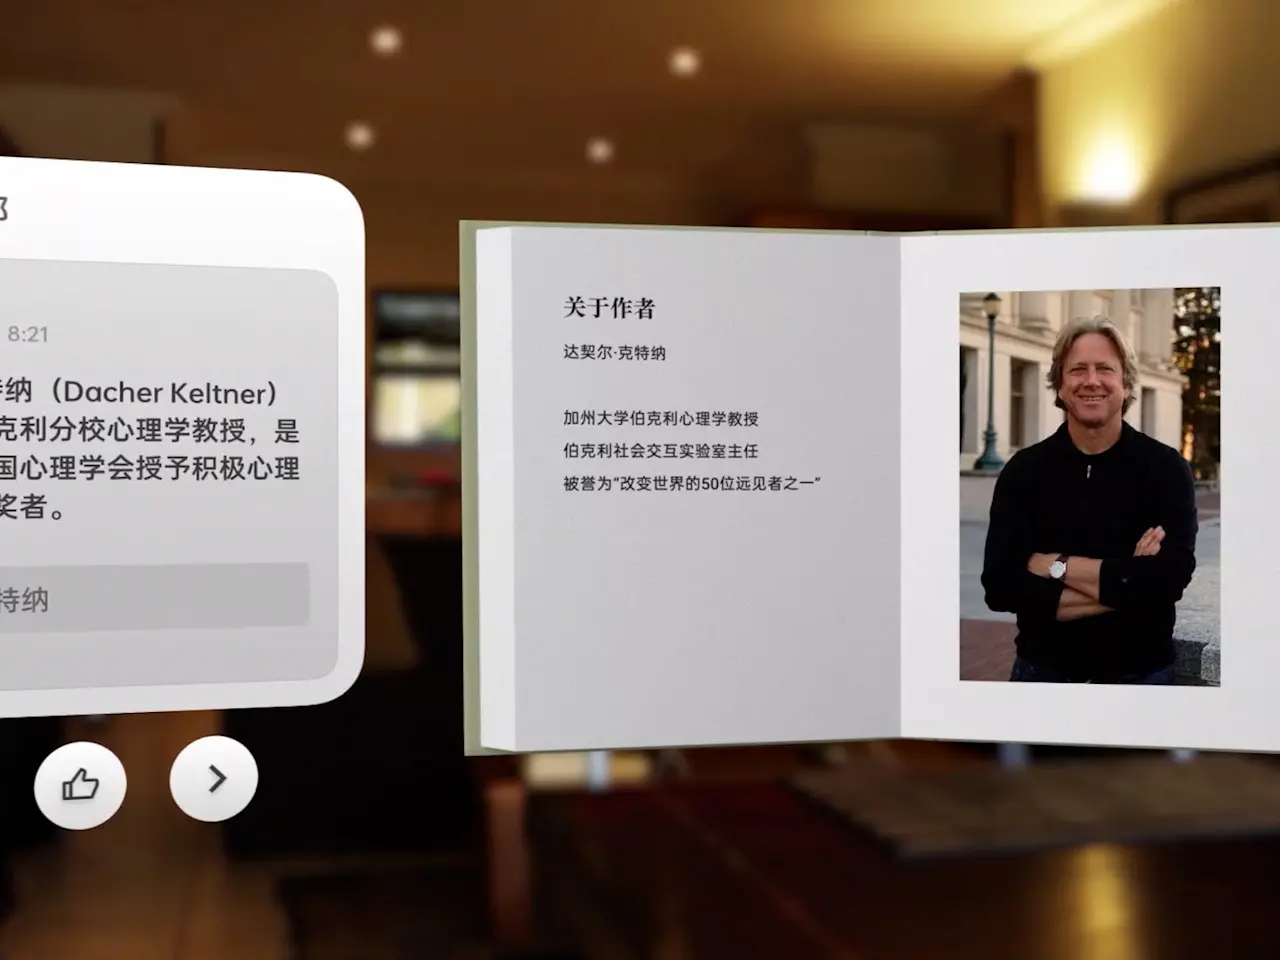 8:21
特纳（Dacher Keltner）
克利分校心理学教授，是
国心理学会授予积极心理
奖者。
特纳
关于作者
达契尔·克特纳
加州大学伯克利心理学教授
伯克利社会交互实验室主任
被誉为“改变世界的50位远见者之一”